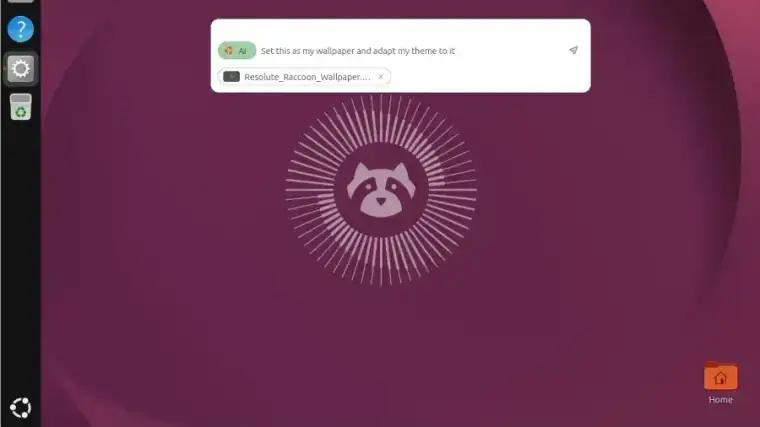 ?
Ai Set this as my wallpaper and adapt my theme to it
Resolute_Raccoon_Wallpaper.... ×
Home